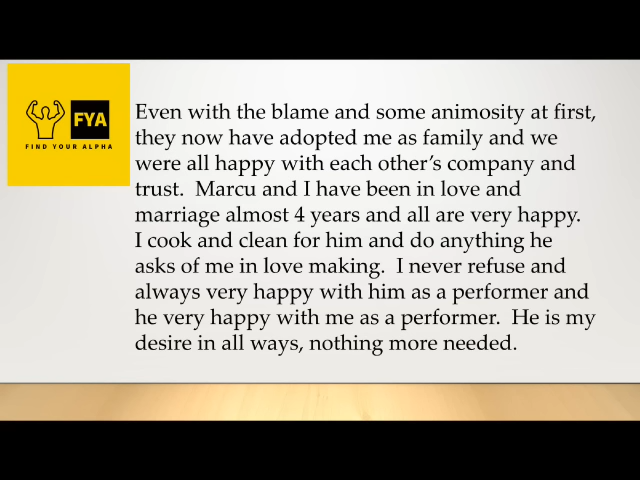 FYA
FIND YOUR ALPHA
Even with the blame and some animosity at first,
they now have adopted me as family and we
were all happy with each other’s company and
trust.  Marcu and I have been in love and
marriage almost 4 years and all are very happy.
I cook and clean for him and do anything he
asks of me in love making.  I never refuse and
always very happy with him as a performer and
he very happy with me as a performer.  He is my
desire in all ways, nothing more needed.